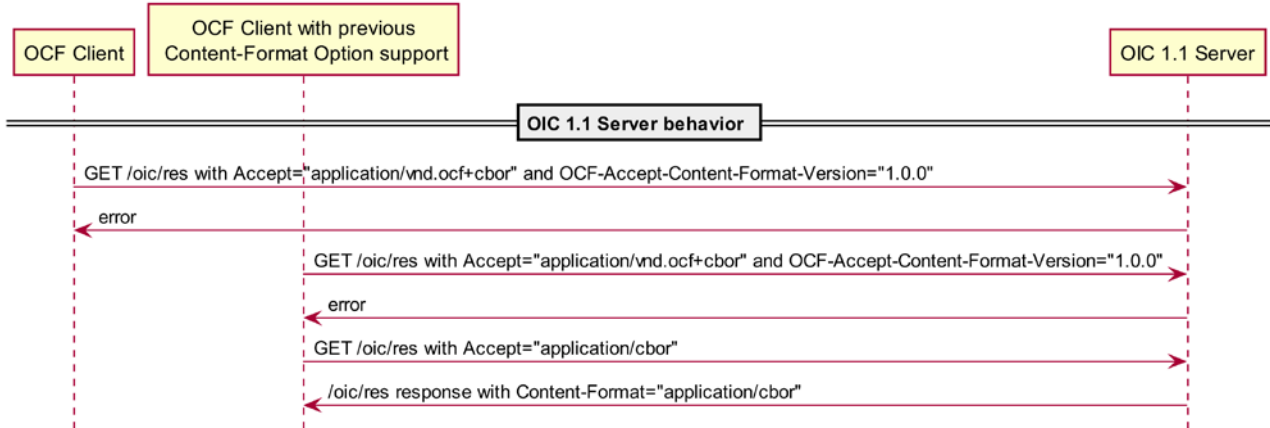 OCF Client
OCF Client with previous
Content-Format Option support
OIC 1.1 Server
OIC 1.1 Server behavior
GET /oic/res with Accept="application/vnd.ocf+cbor" and OCF-Accept-Content-Format-Version="1.0.0"
error
GET /oic/res with Accept="application/vnd.ocf+cbor" and OCF-Accept-Content-Format-Version="1.0.0"
error
GET /oic/res with Accept="application/cbor"
/oic/res response with Content-Format="application/cbor"